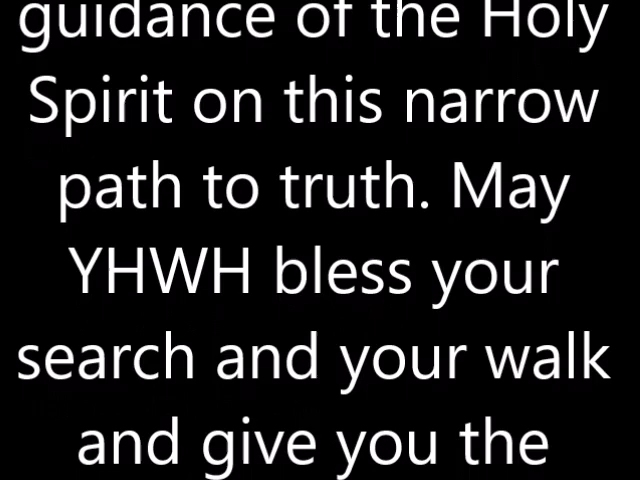 guidance of the Holy
Spirit on this narrow
path to truth. May
YHWH bless your
search and your walk
and give you the